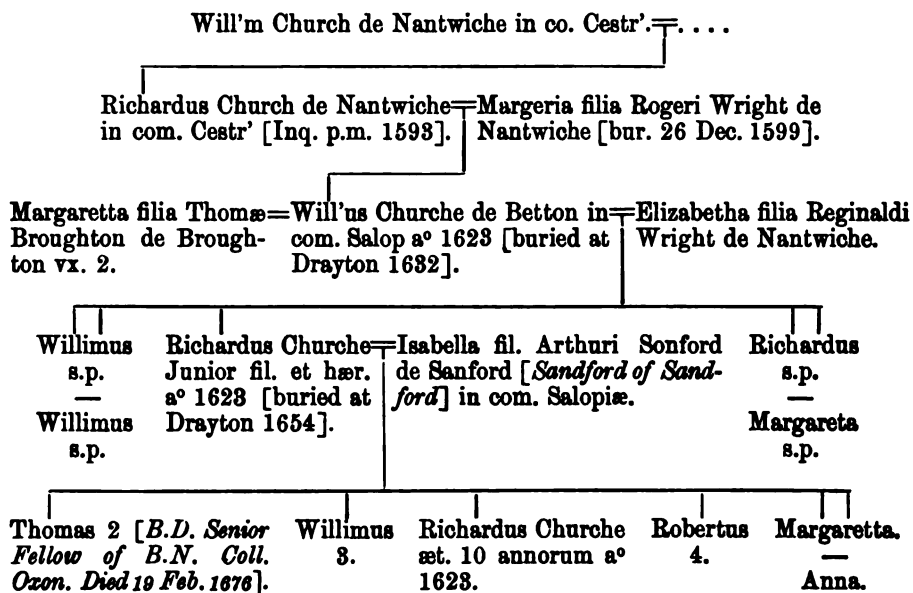 Will'm Church de Nantwiche in co. Cestr'.=. . . .
Richardus Church de Nantwiche=Margeria filia Rogeri Wright de
in com. Cestr' [Inq. p.m. 1593]. Nantwiche [bur. 26 Dec. 1599].
Margaretta filia Thomæ=Will'us Churche de Betton in=Elizabetha filia Reginaldi
Broughton de Brough- com. Salop aº 1623 [buried at Wright de Nantwiche.
ton vx. 2. Drayton 1632].
Willimus Richardus Churche=Isabella fil. Arthuri Sonford Richardus
s.p. Junior fil. et hær. de Sanford [Sandford of Sand- s.p.
— aº 1623 [buried at ford] in com. Salopiæ. —
Willimus Drayton 1654]. Margareta
s.p. s.p.
Thomas 2 [B.D. Senior Willimus Richardus Churche Robertus Margaretta.
Fellow of B.N. Coll. 3. æt. 10 annorum aº 4. —
Oxon. Died 19 Feb. 1676]. 1623. Anna.